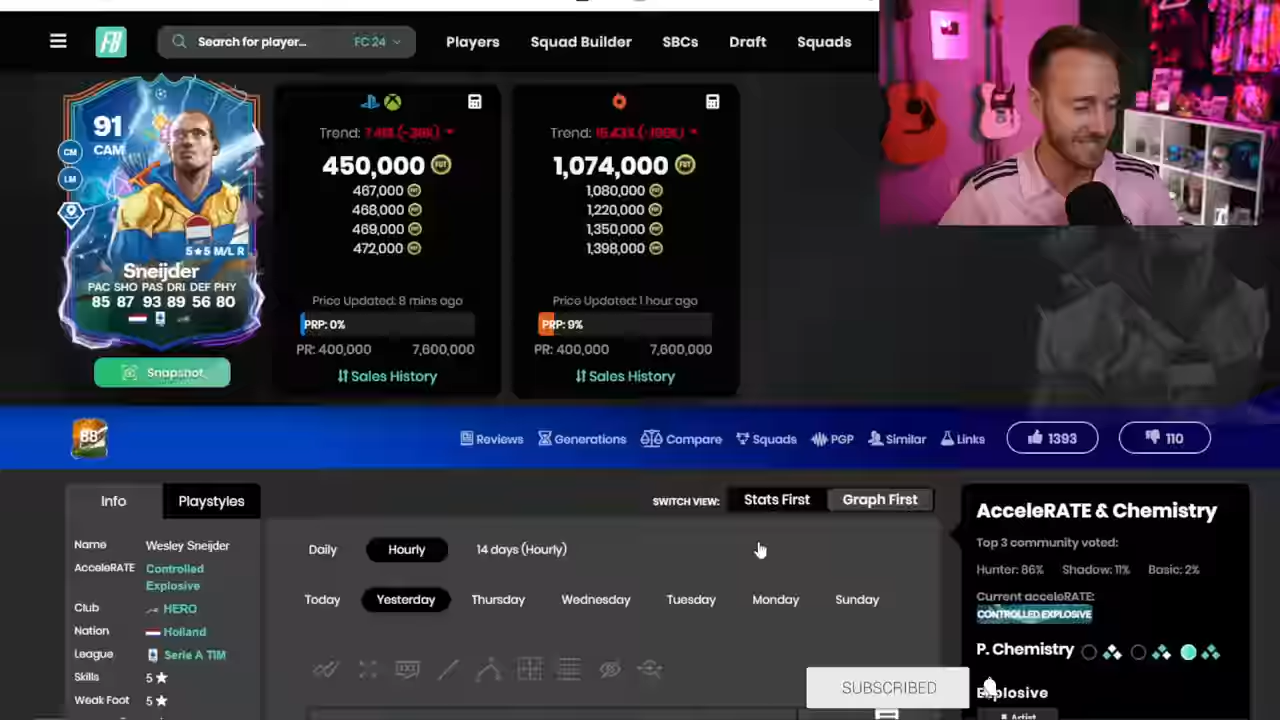 Search for player...
FC 24
Players
Squad Builder
SBCs
Draft
Squads
91
CAM
CM
LM
5★5 M/L R
Sneijder
PAC SHO PAS DRI DEF PHY
85 87 93 89 56 80
Snapshot
Trend:
450,000
467,000
468,000
469,000
472,000
Price Updated: 8 mins ago
PRP: 0%
PR: 400,000
7,600,000
Sales History
Trend:
1,074,000
1,080,000
1,220,000
1,350,000
1,398,000
Price Updated: 1 hour ago
PRP: 9%
PR: 400,000
7,600,000
Sales History
88
Reviews
Generations
Compare
Squads
PGP
Similar
Links
1393
110
Info
Playstyles
SWITCH VIEW:
Stats First
Graph First
Name
Wesley Sneijder
AcceleRATE
Controlled
Explosive
Club
HERO
Nation
Holland
League
Serie A TIM
Skills
5★
Weak Foot
5★
Daily
Hourly
14 days (Hourly)
Today
Yesterday
Thursday
Wednesday
Tuesday
Monday
Sunday
AcceleRATE & Chemistry
Top 3 community voted:
Hunter: 86%
Shadow: 11%
Basic: 2%
Current acceleRATE:
CONTROLLED EXPLOSIVE
P. Chemistry
Explosive
Artist
SUBSCRIBED